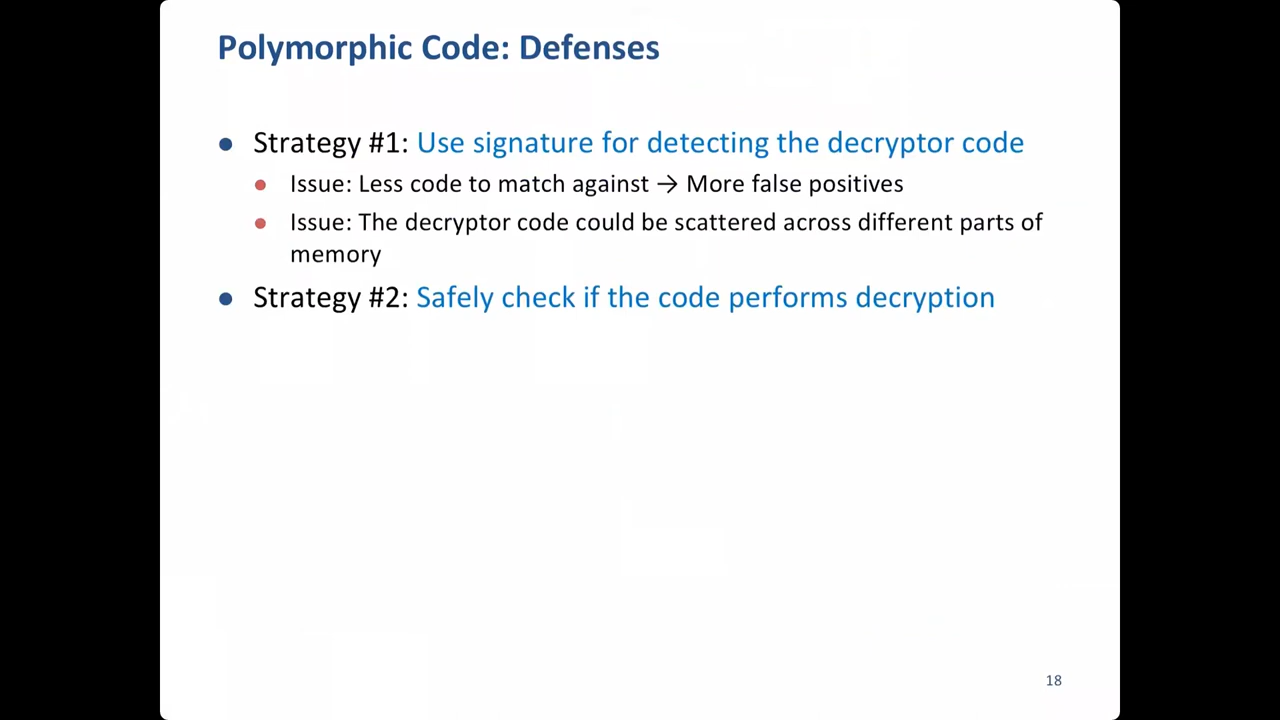 Polymorphic Code: Defenses
● Strategy #1: Use signature for detecting the decryptor code
● Issue: Less code to match against → More false positives
● Issue: The decryptor code could be scattered across different parts of
memory
● Strategy #2: Safely check if the code performs decryption
18